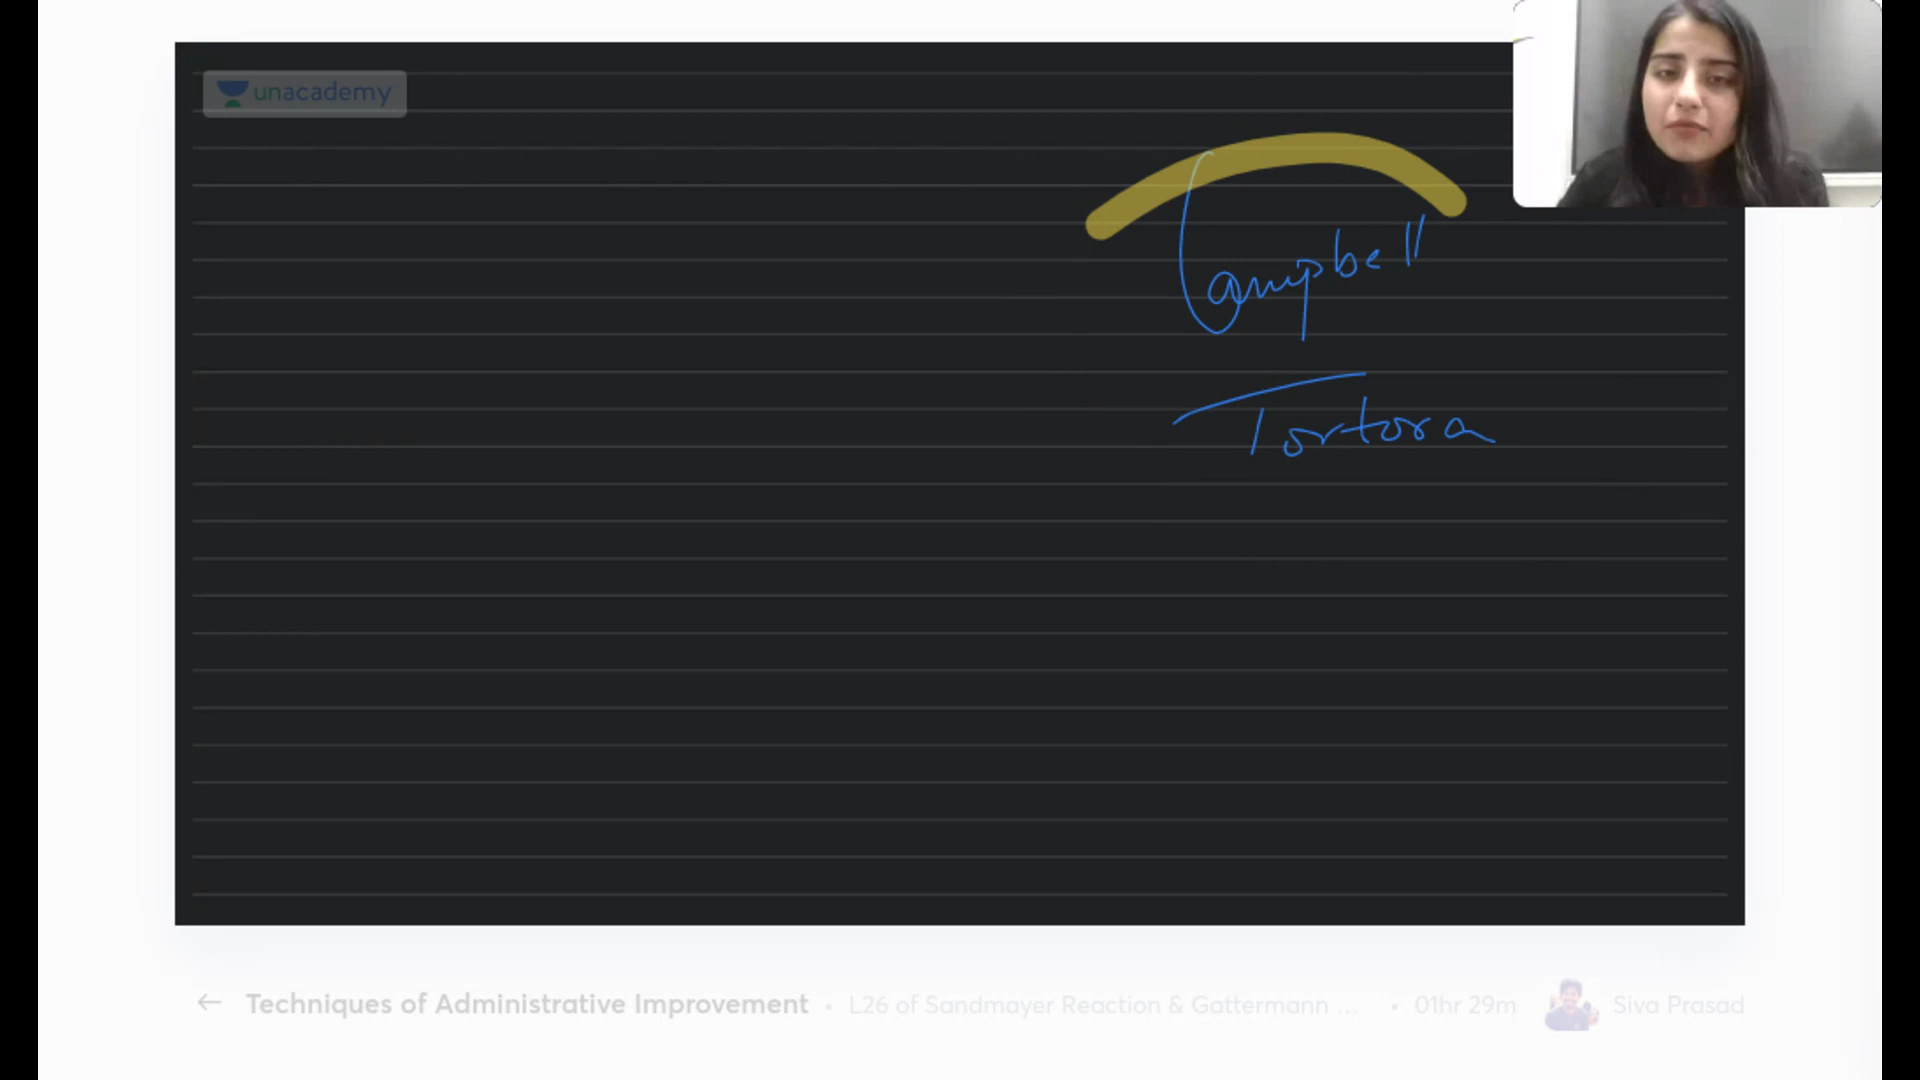 unacademy
Campbell
Tortora
Techniques of Administrative Improvement • L26 of Sandmayer Reaction & Gattermann ... • 01hr 29m Siva Prasad